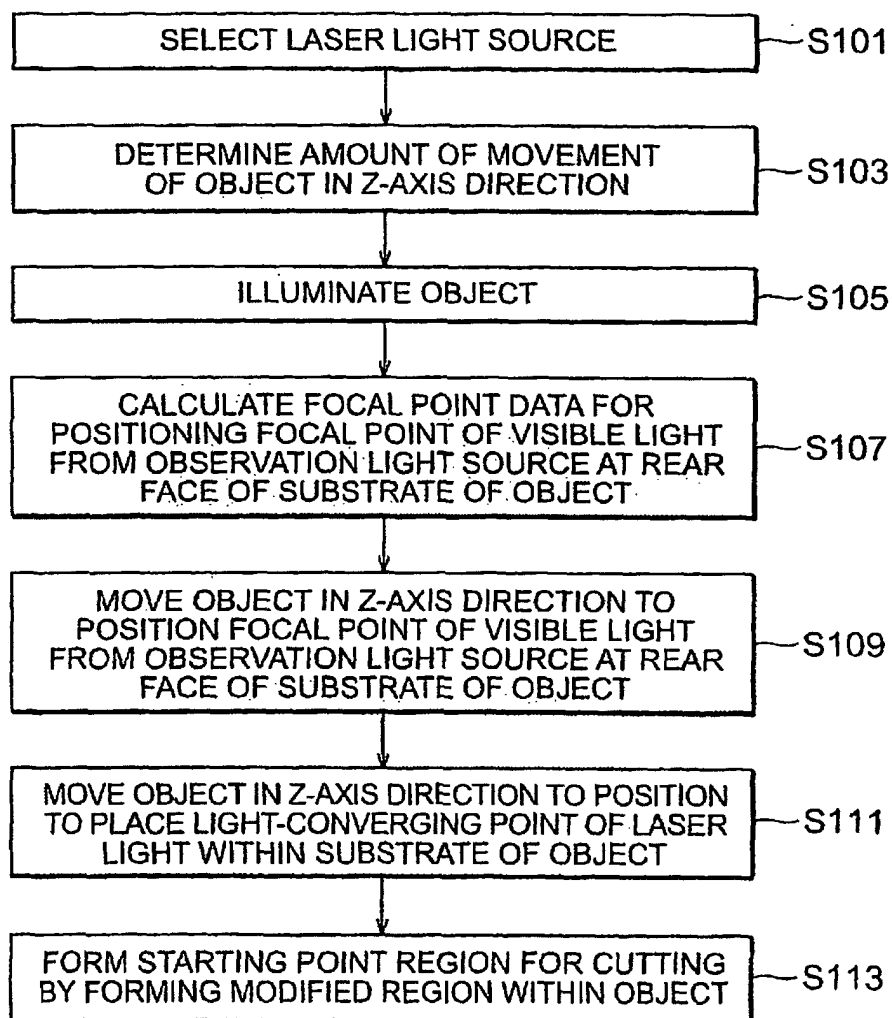 SELECT LASER LIGHT SOURCE
S101
DETERMINE AMOUNT OF MOVEMENT
OF OBJECT IN Z-AXIS DIRECTION
S103
ILLUMINATE OBJECT
S105
CALCULATE FOCAL POINT DATA FOR
POSITIONING FOCAL POINT OF VISIBLE LIGHT
FROM OBSERVATION LIGHT SOURCE AT REAR
FACE OF SUBSTRATE OF OBJECT
S107
MOVE OBJECT IN Z-AXIS DIRECTION TO
POSITION FOCAL POINT OF VISIBLE LIGHT
FROM OBSERVATION LIGHT SOURCE AT REAR
FACE OF SUBSTRATE OF OBJECT
S109
MOVE OBJECT IN Z-AXIS DIRECTION TO POSITION
TO PLACE LIGHT-CONVERGING POINT OF LASER
LIGHT WITHIN SUBSTRATE OF OBJECT
S111
FORM STARTING POINT REGION FOR CUTTING
BY FORMING MODIFIED REGION WITHIN OBJECT
S113